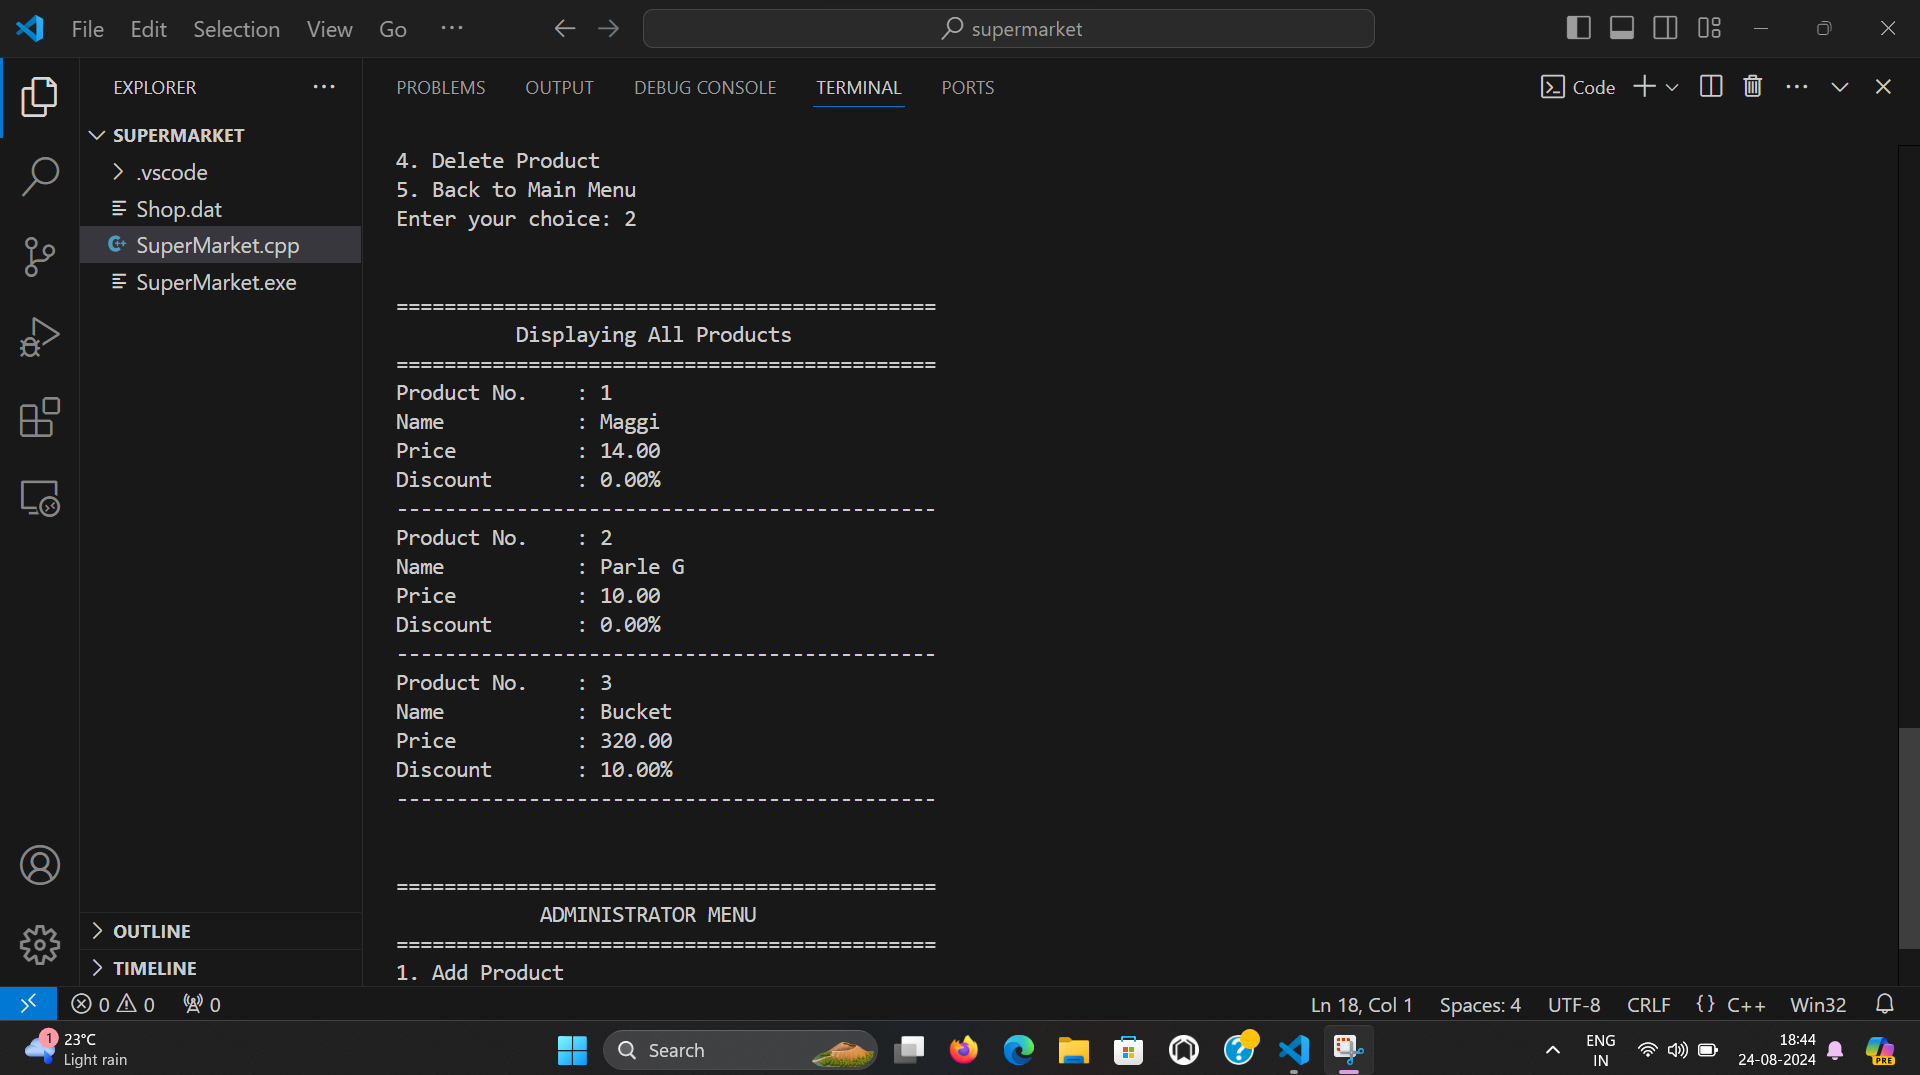 File Edit Selection View Go ...
supermarket
EXPLORER ...
PROBLEMS OUTPUT DEBUG CONSOLE TERMINAL PORTS
Code
SUPERMARKET
.vscode
Shop.dat
SuperMarket.cpp
SuperMarket.exe
OUTLINE
TIMELINE
4. Delete Product
5. Back to Main Menu
Enter your choice: 2
=============================================
Displaying All Products
=============================================
Product No. : 1
Name : Maggi
Price : 14.00
Discount : 0.00%
---------------------------------------------
Product No. : 2
Name : Parle G
Price : 10.00
Discount : 0.00%
---------------------------------------------
Product No. : 3
Name : Bucket
Price : 320.00
Discount : 10.00%
---------------------------------------------
=============================================
ADMINISTRATOR MENU
=============================================
1. Add Product
0 0 0
Ln 18, Col 1 Spaces: 4 UTF-8 CRLF {} C++ Win32
1
23°C
Light rain
Search
PRE
ENG
IN
18:44
24-08-2024